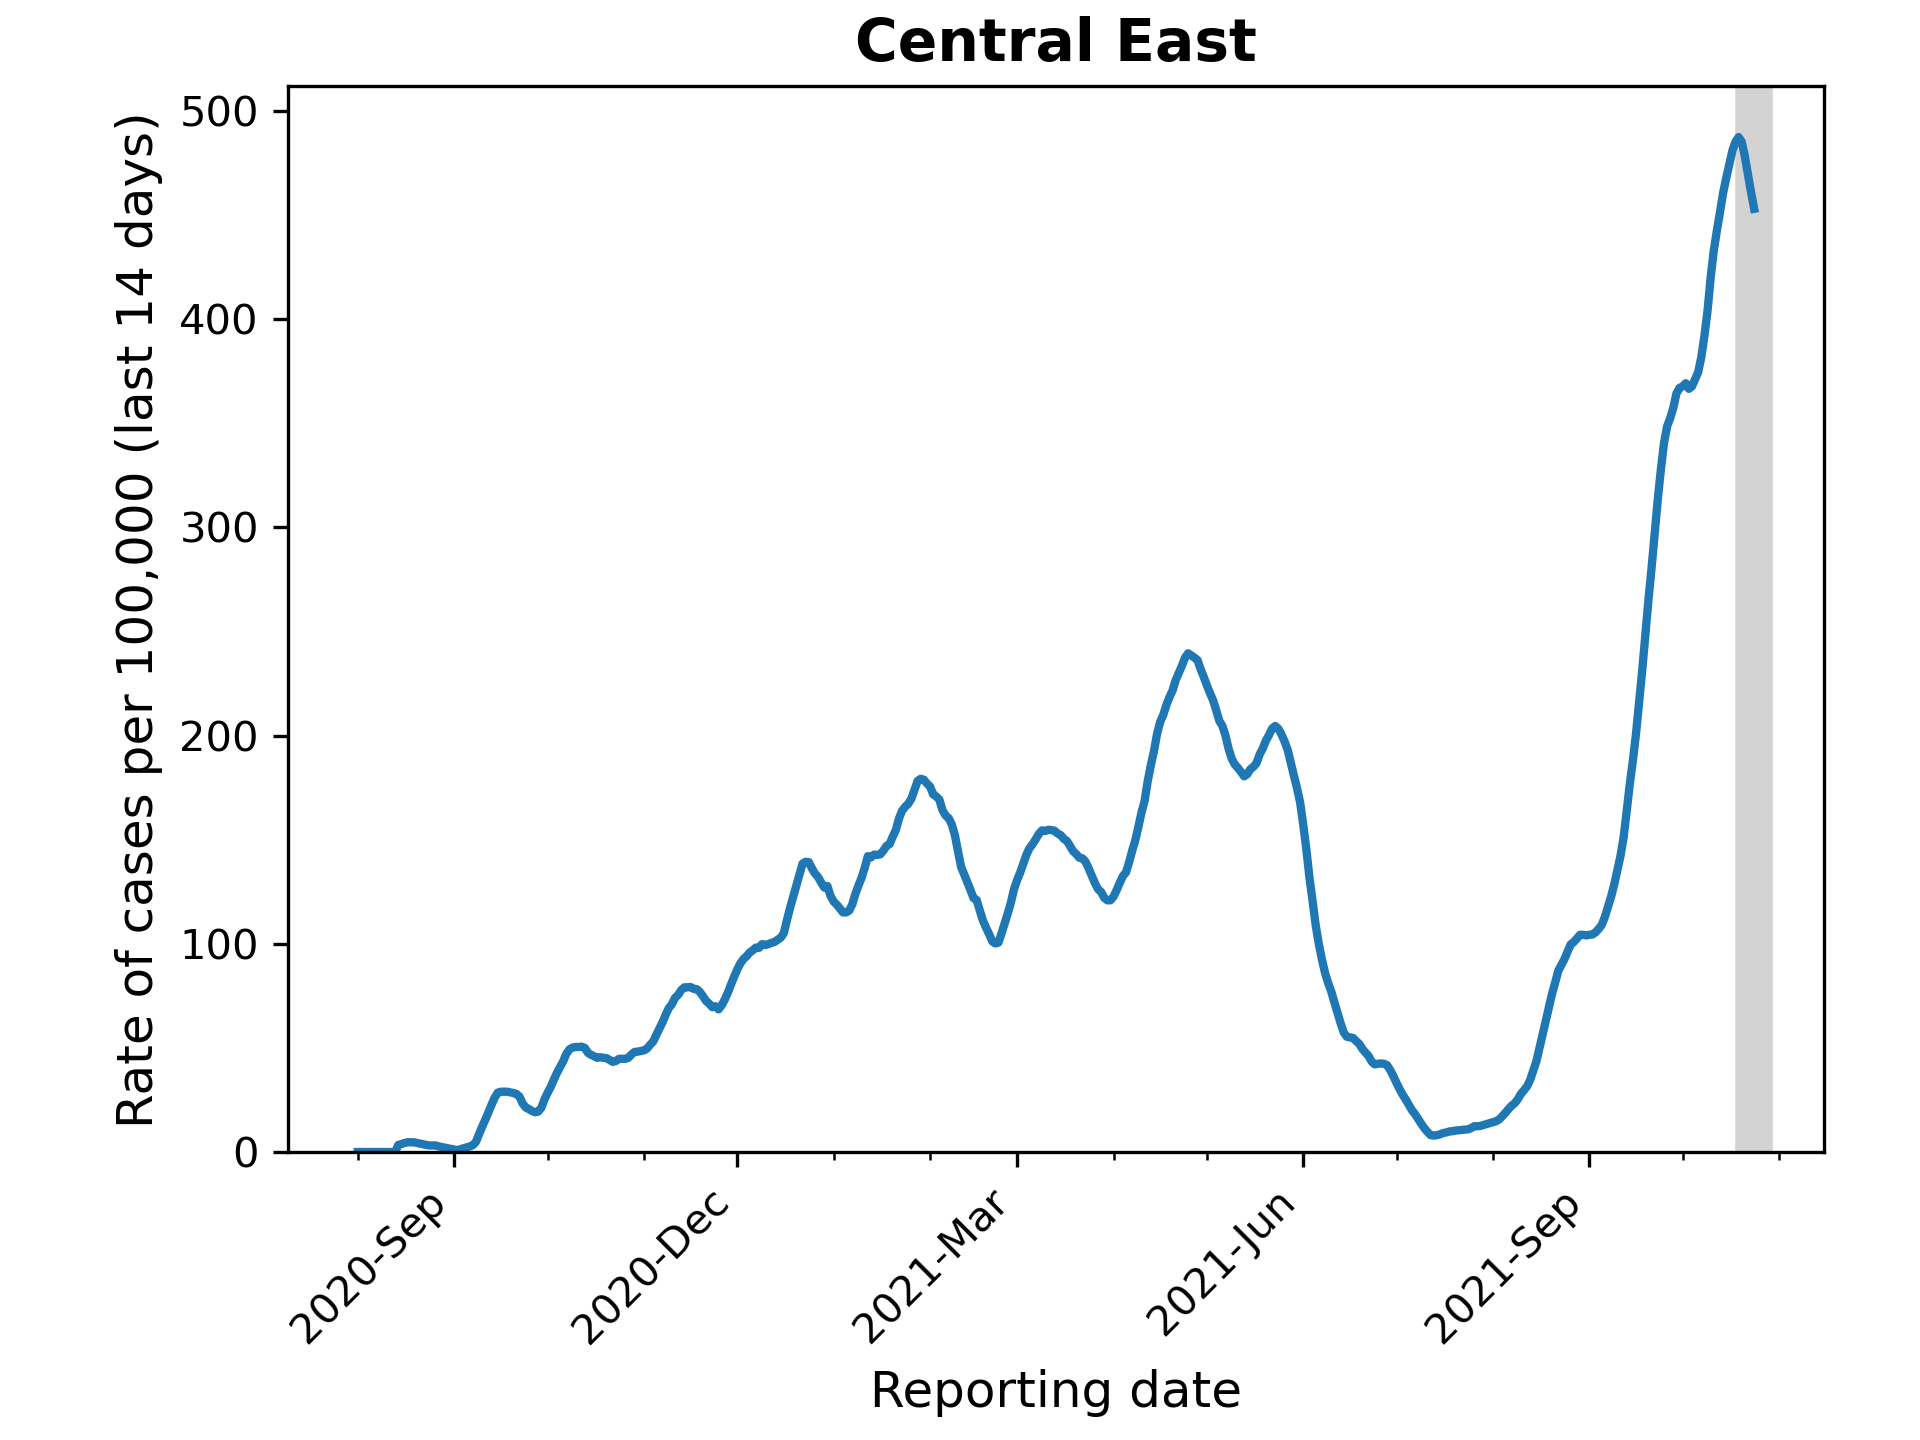 Central East
Rate of cases per 100,000 (last 14 days)
500
400
300
200
100
0
2020-Sep
2020-Dec
2021-Mar
2021-Jun
2021-Sep
Reporting date